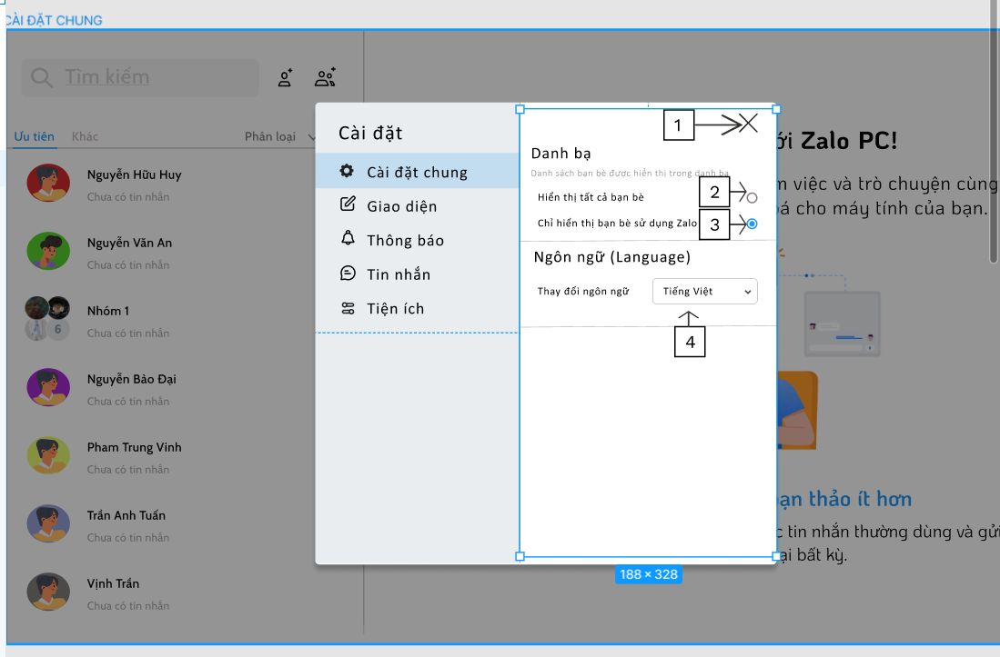 CÀI ĐẶT CHUNG
Tìm kiếm
Ưu tiên
Khác
Phân loại
Nguyễn Hữu Huy
Chưa có tin nhắn
Nguyễn Văn An
Chưa có tin nhắn
Nhóm 1
6
Chưa có tin nhắn
Nguyễn Bảo Đại
Chưa có tin nhắn
Pham Trung Vinh
Chưa có tin nhắn
Trần Anh Tuấn
Chưa có tin nhắn
Vịnh Trần
Chưa có tin nhắn
Cài đặt
Cài đặt chung
Giao diện
Thông báo
Tin nhắn
Tiện ích
1
Danh bạ
Danh sách bạn bè được hiển thị trong danh bạ
Hiển thị tất cả bạn bè
2
Chỉ hiển thị bạn bè sử dụng Zalo
3
Ngôn ngữ (Language)
Thay đổi ngôn ngữ
Tiếng Việt
4
188 × 328
ới Zalo PC!
m việc và trò chuyện cùng
á cho máy tính của bạn.
ạn thảo ít hơn
c tin nhắn thường dùng và gửi
ại bất kỳ.